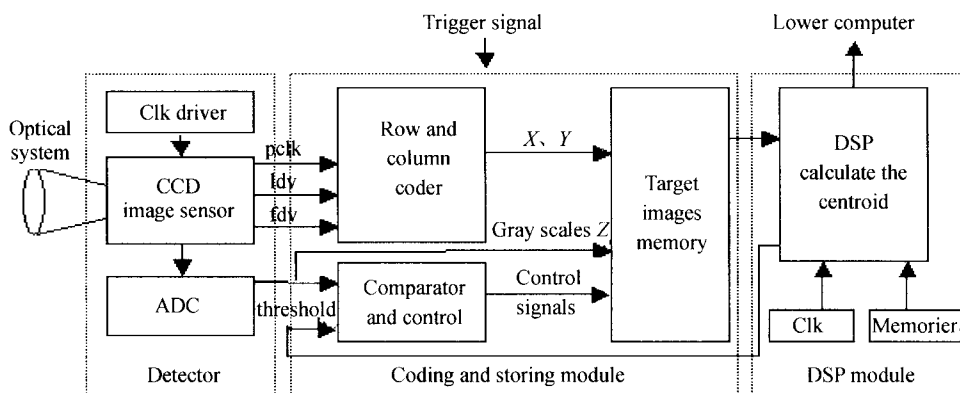 Trigger signal
Lower computer
Optical
system
Clk driver
CCD
image sensor
ADC
Detector
pclk
ldv
fdv
threshold
Row and
column
coder
X、Y
Gray scales Z
Comparator
and control
Control
signals
Target
images
memory
Coding and storing module
DSP
calculate the
centroid
Clk
Memorier
DSP module